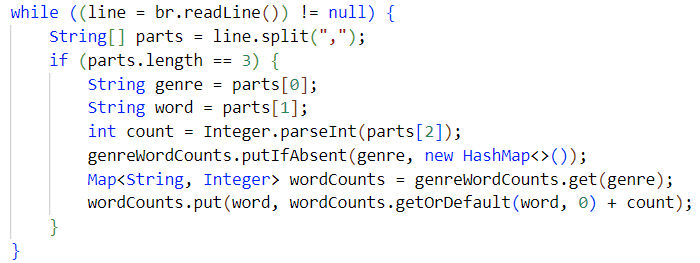 while ((line = br.readLine()) != null) {
String[] parts = line.split(",");
if (parts.length == 3) {
String genre = parts[0];
String word = parts[1];
int count = Integer.parseInt(parts[2]);
genreWordCounts.putIfAbsent(genre, new HashMap<>());
Map<String, Integer> wordCounts = genreWordCounts.get(genre);
wordCounts.put(word, wordCounts.getOrDefault(word, 0) + count);
}
}